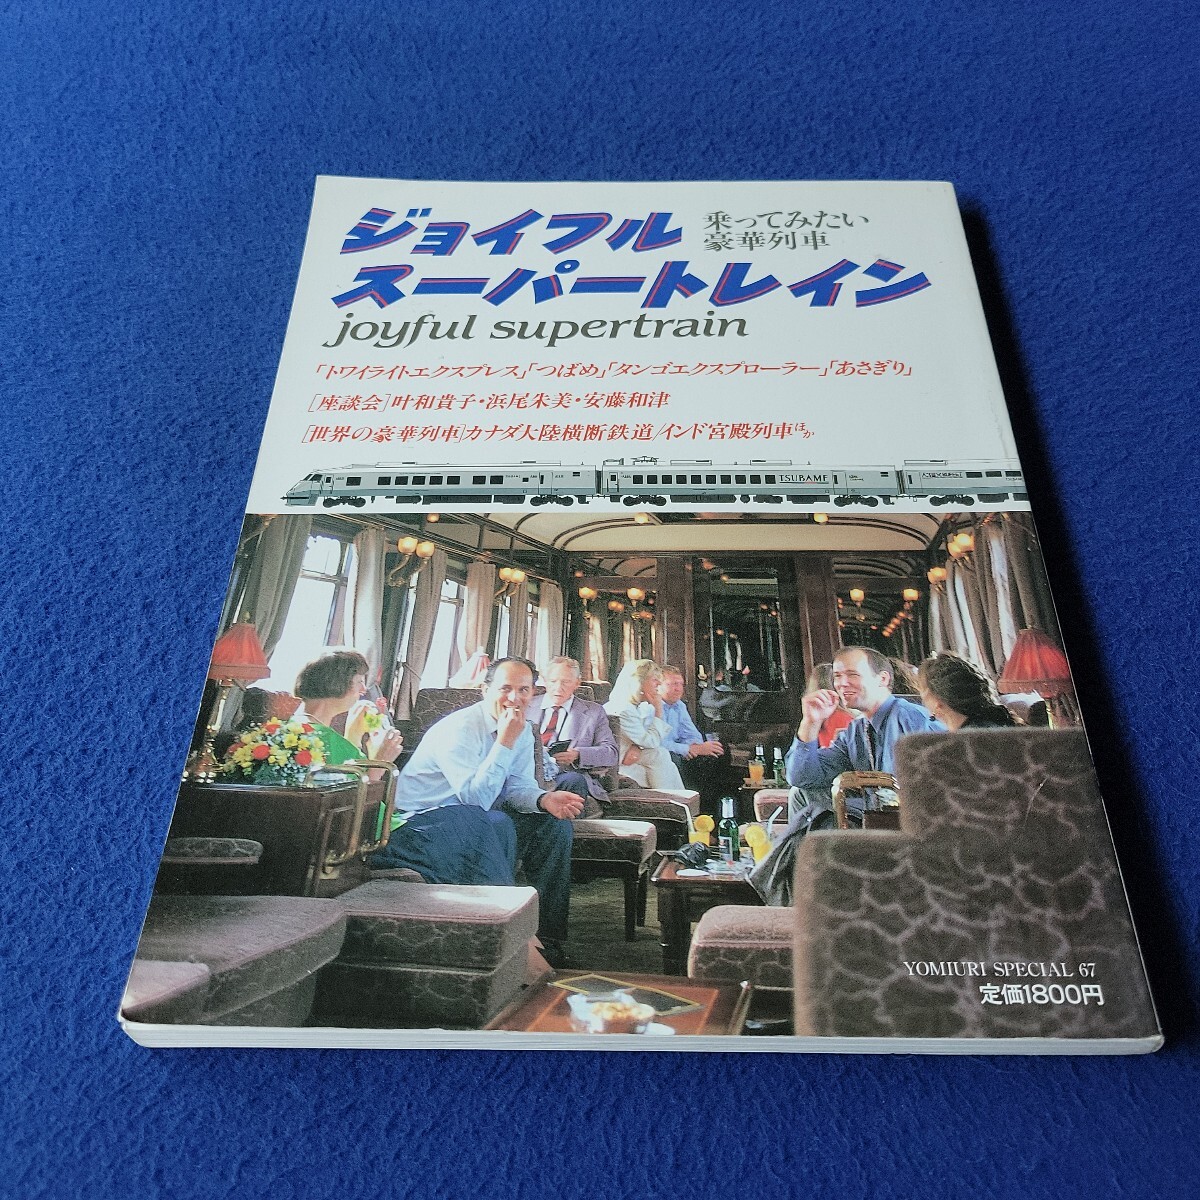 ジョイフル
スーパートレイン
乗ってみたい
豪華列車
joyful supertrain
「トワイライトエクスプレス」「つばめ」「タンゴエクスプローラー」「あさぎり」
[座談会]叶和貴子・浜尾朱美・安藤和津
[世界の豪華列車]カナダ大陸横断鉄道/インド宮殿列車ほか
TSUBAME
YOMIURI SPECIAL 67
定価1800円